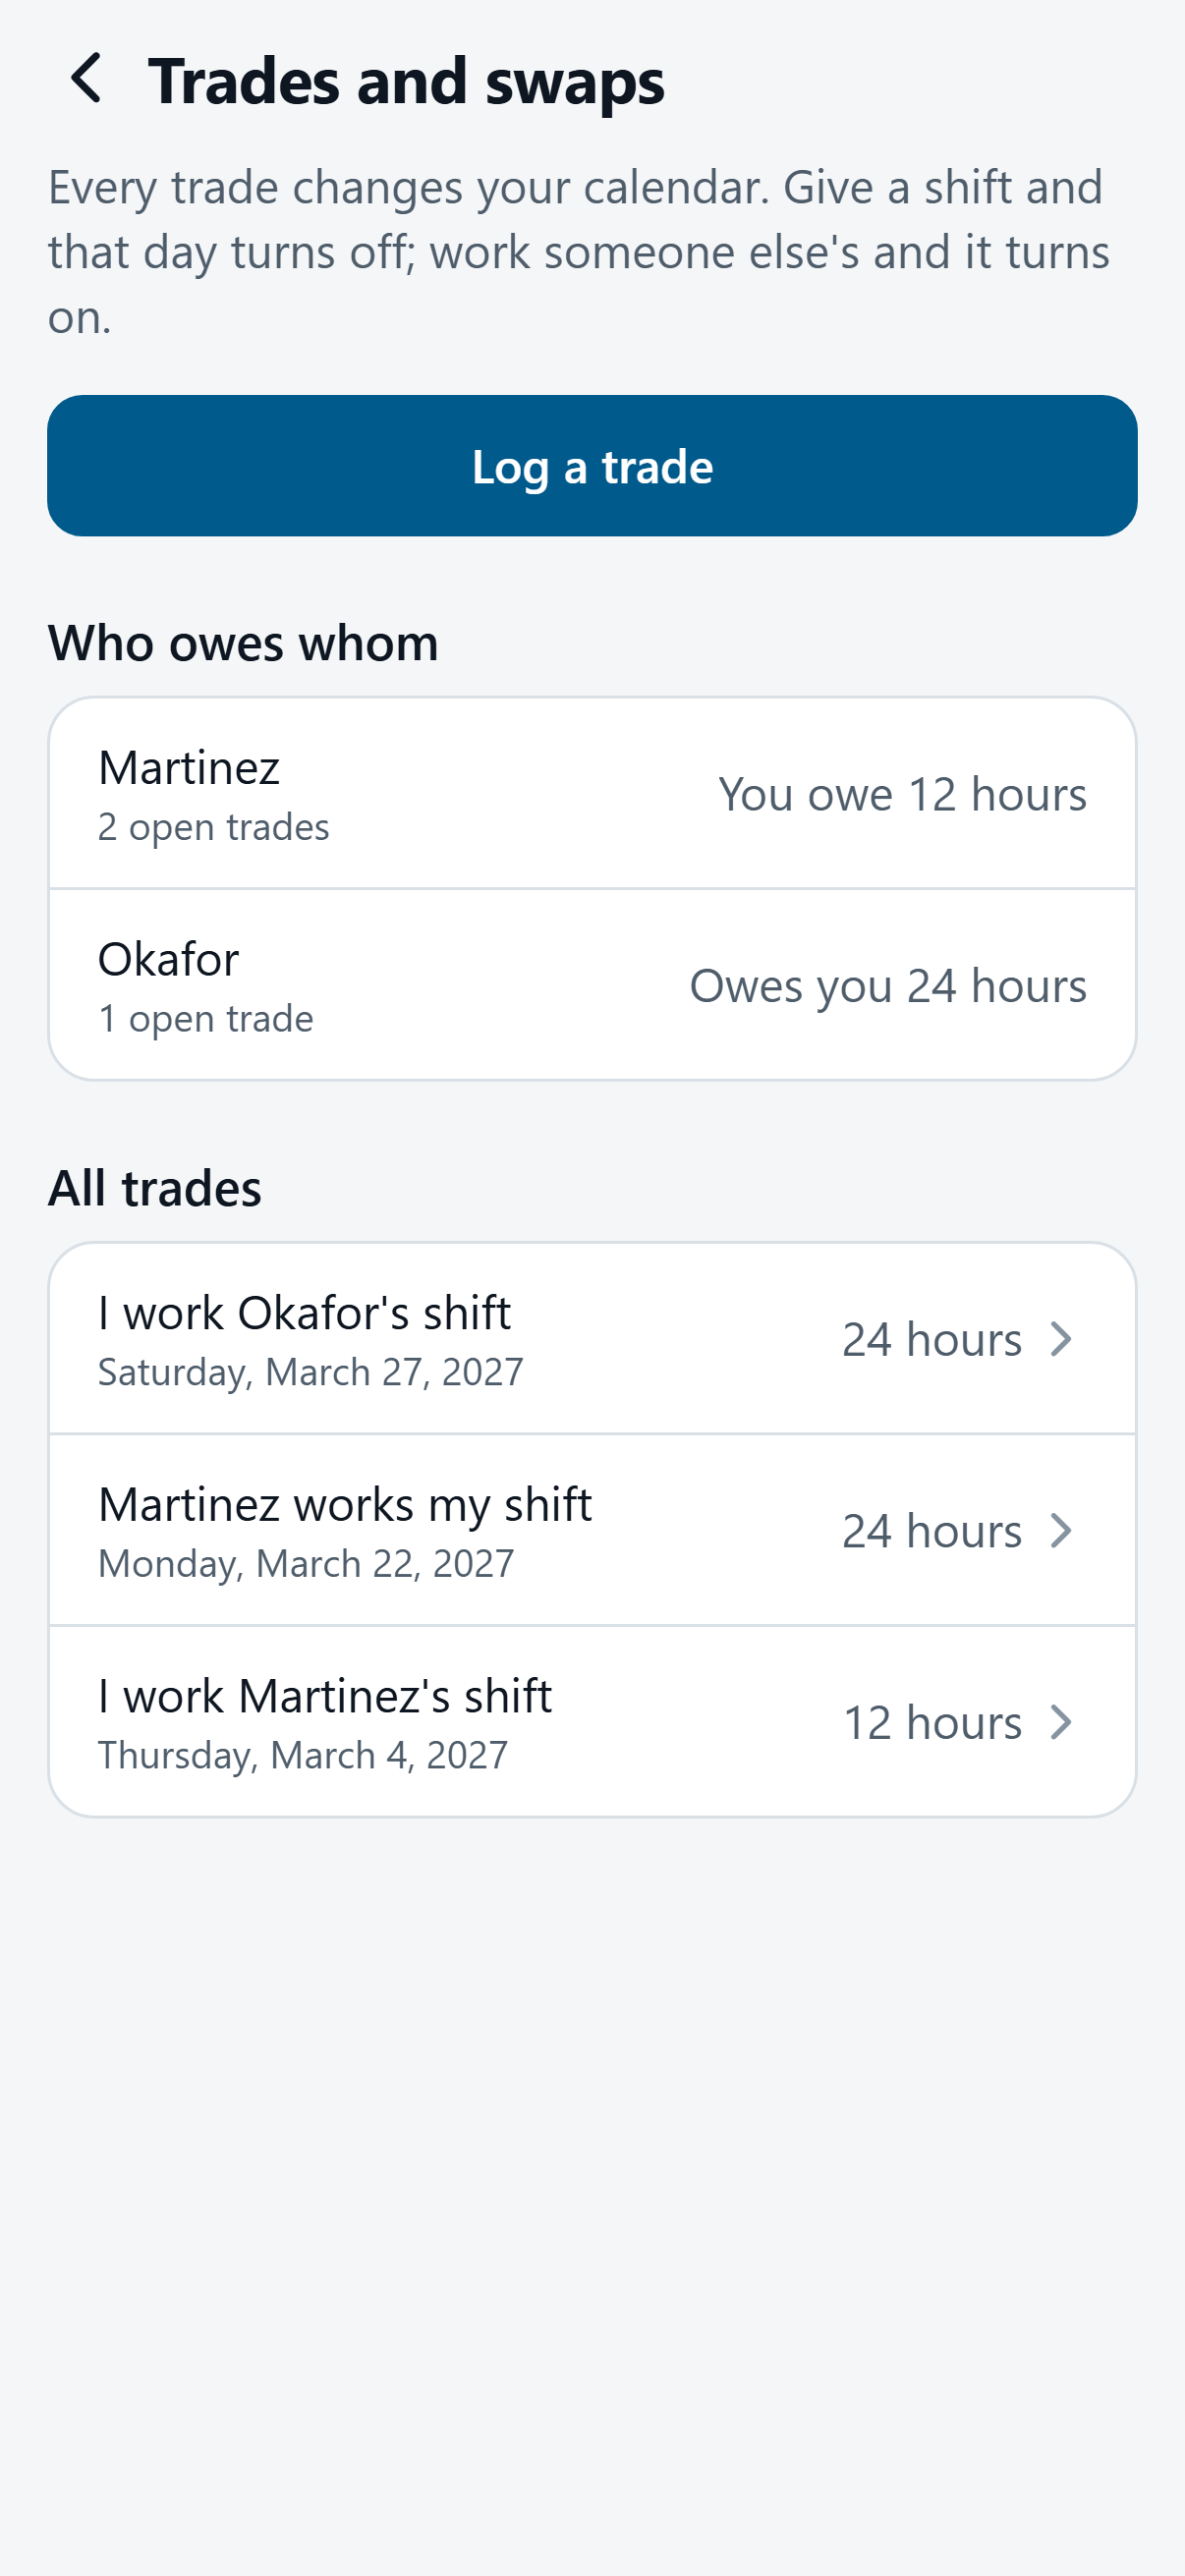 Trades and swaps
Every trade changes your calendar. Give a shift and
that day turns off; work someone else's and it turns
on.
Log a trade
Who owes whom
Martinez
2 open trades
You owe 12 hours
Okafor
1 open trade
Owes you 24 hours
All trades
I work Okafor's shift
Saturday, March 27, 2027
24 hours
Martinez works my shift
Monday, March 22, 2027
24 hours
I work Martinez's shift
Thursday, March 4, 2027
12 hours